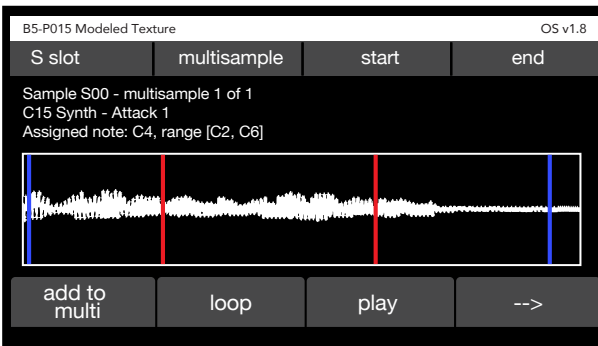 B5-P015 Modeled Texture OS v1.8
S slot multisample start end
Sample S00 - multisample 1 of 1
C15 Synth - Attack 1
Assigned note: C4, range [C2, C6]
add to
multi loop play -->